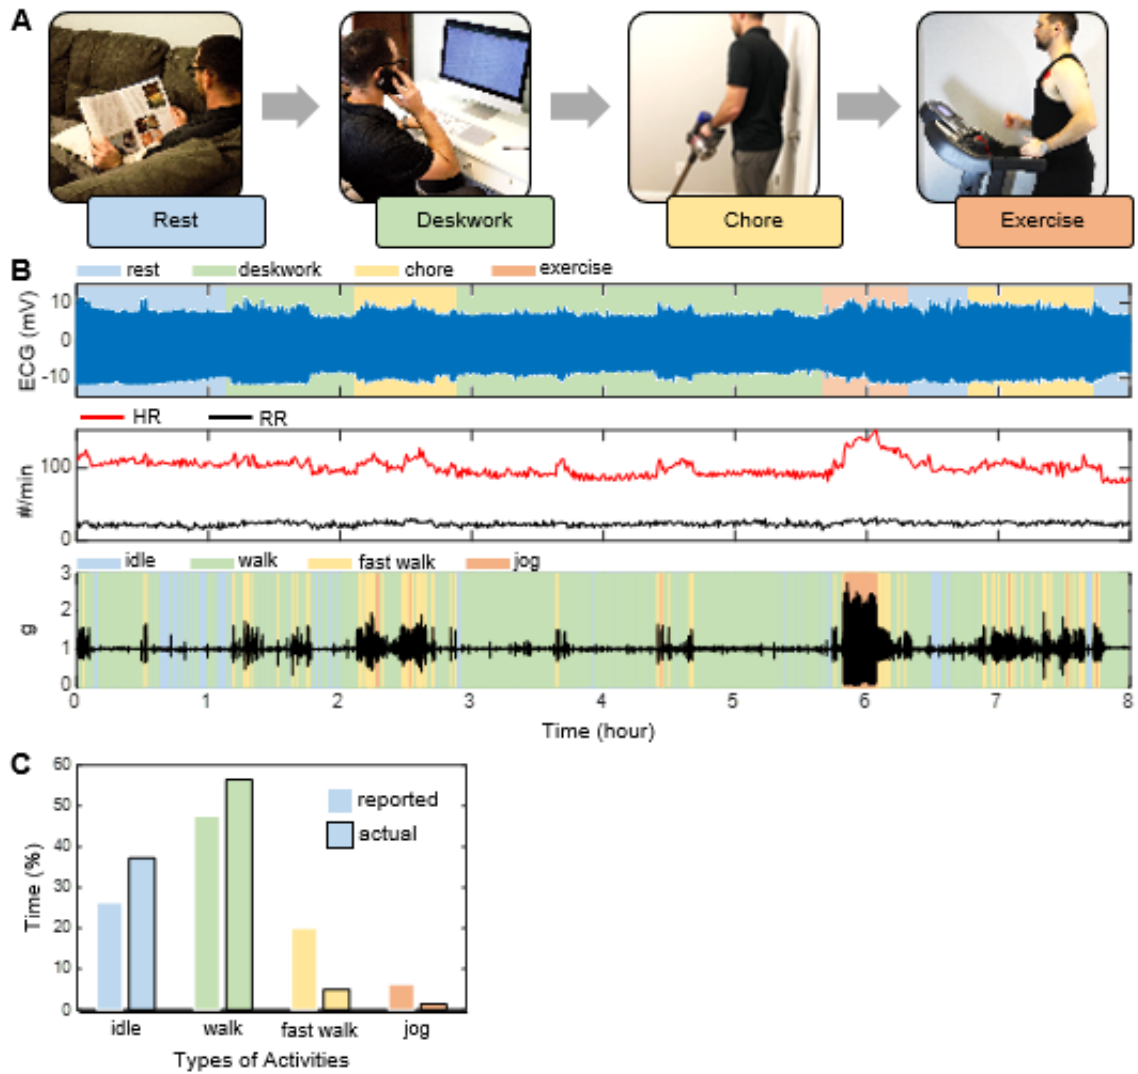 A
Rest
Deskwork
Chore
Exercise
B
rest deskwork chore exercise
ECG (mV)
10
0
-10
HR RR
#/min
100
0
idle walk fast walk jog
g
3
2
1
0
0 1 2 3 4 5 6 7 8
Time (hour)
C
Time (%)
60
50
40
30
20
10
0
reported
actual
idle walk fast walk jog
Types of Activities